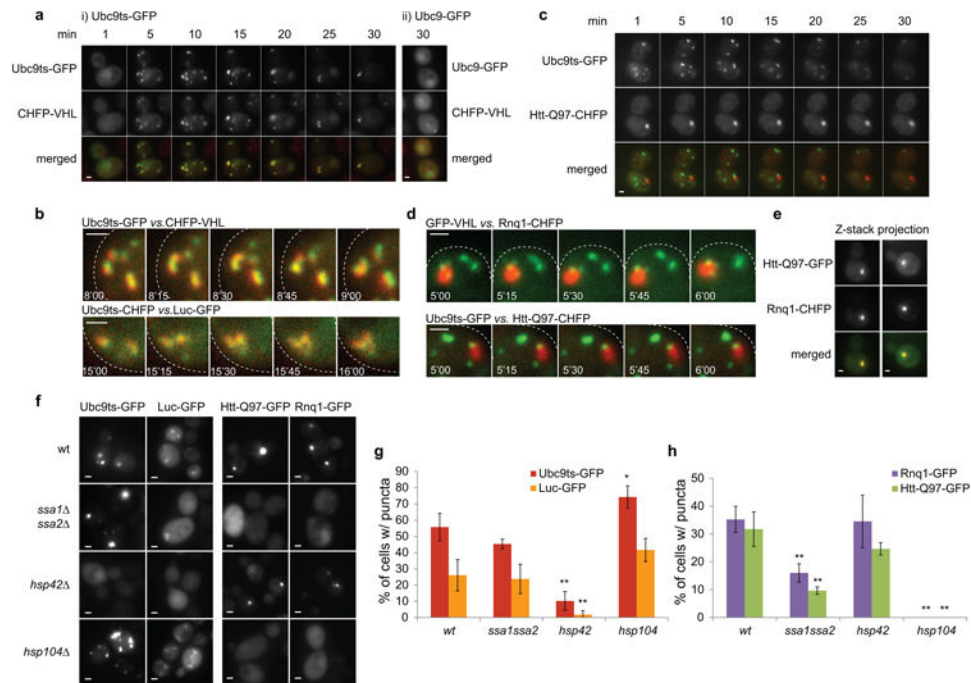 a
i) Ubc9ts-GFP
ii) Ubc9-GFP
min 1 5 10 15 20 25 30
30
Ubc9ts-GFP
CHFP-VHL
merged
Ubc9-GFP
CHFP-VHL
merged
c
min 1 5 10 15 20 25 30
Ubc9ts-GFP
Htt-Q97-CHFP
merged
b
Ubc9ts-GFP vs.CHFP-VHL
8'00 8'15 8'30 8'45 9'00
Ubc9ts-CHFP vs.Luc-GFP
15'00 15'15 15'30 15'45 16'00
d
GFP-VHL vs. Rnq1-CHFP
5'00 5'15 5'30 5'45 6'00
Ubc9ts-GFP vs. Htt-Q97-CHFP
5'00 5'15 5'30 5'45 6'00
e
Z-stack projection
Htt-Q97-GFP
Rnq1-CHFP
merged
f
Ubc9ts-GFP Luc-GFP Htt-Q97-GFP Rnq1-GFP
wt
ssa1Δ
ssa2Δ
hsp42Δ
hsp104Δ
g
% of cells w/ puncta
90
80
70
60
50
40
30
20
10
0
Ubc9ts-GFP
Luc-GFP
*
** **
wt ssa1ssa2 hsp42 hsp104
h
% of cells w/ puncta
50
40
30
20
10
0
Rnq1-GFP
Htt-Q97-GFP
** **
** **
wt ssa1ssa2 hsp42 hsp104